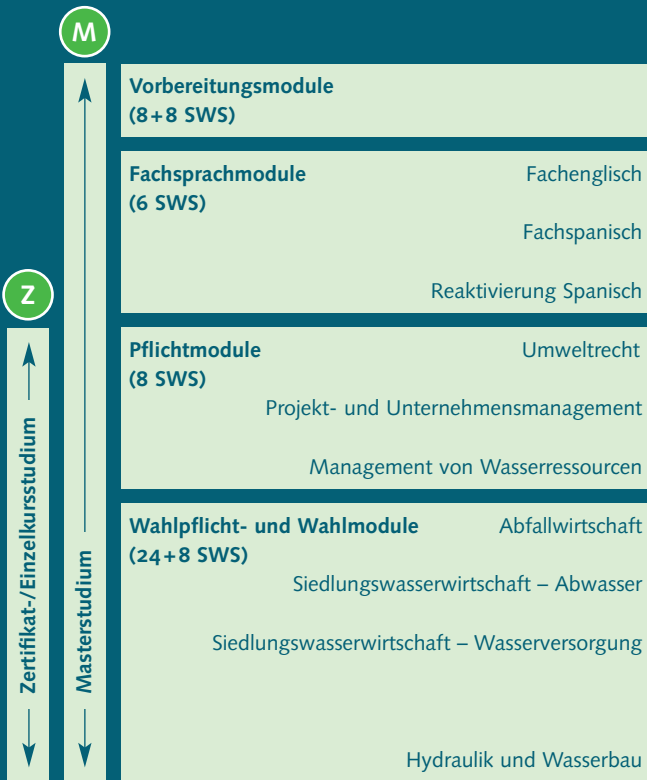 M
Vorbereitungsmodule
(8+8 SWS)
Fachsprachmodule Fachenglisch
(6 SWS)
Fachspanisch
Reaktivierung Spanisch
Z
Pflichtmodule Umweltrecht
(8 SWS)
Projekt- und Unternehmensmanagement
Management von Wasserressourcen
Wahlpflicht- und Wahlmodule Abfallwirtschaft
(24+8 SWS)
Siedlungswasserwirtschaft – Abwasser
Siedlungswasserwirtschaft – Wasserversorgung
Hydraulik und Wasserbau
Zertifikat-/Einzelkursstudium
Masterstudium